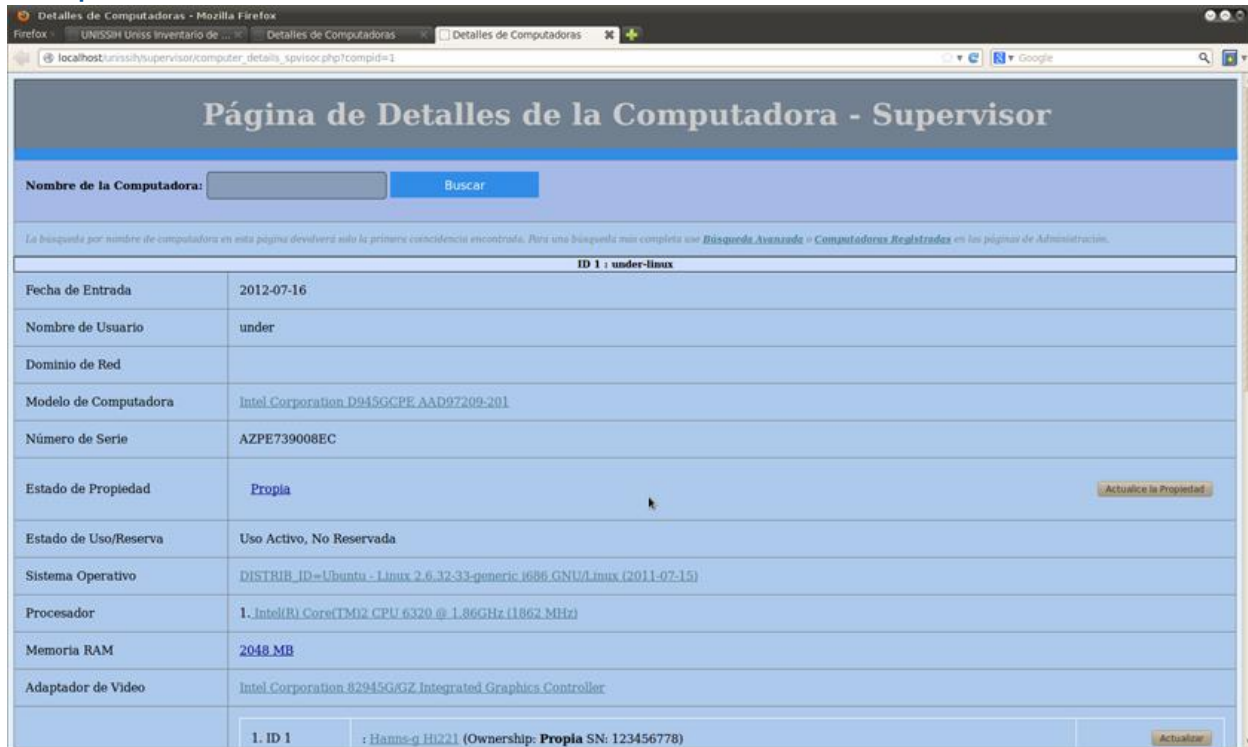 Detalles de Computadoras - Mozilla Firefox
Firefox UNISSIH Uniss Inventario de ... Detalles de Computadoras Detalles de Computadoras
localhost/unissih/supervisor/computer_details_spvisor.php?compid=1 Google
Página de Detalles de la Computadora - Supervisor
Nombre de la Computadora: Buscar
La búsqueda por nombre de computadora en esta página devolverá solo la primera coincidencia encontrada. Para una búsqueda más completa use Búsqueda Avanzada o Computadoras Registradas en las páginas de Administración.
ID 1 : under-linux
Fecha de Entrada 2012-07-16
Nombre de Usuario under
Dominio de Red
Modelo de Computadora Intel Corporation D945GCPE AAD97209-201
Número de Serie AZPE739008EC
Estado de Propiedad Propia Actualice la Propiedad
Estado de Uso/Reserva Uso Activo, No Reservada
Sistema Operativo DISTRIB_ID=Ubuntu - Linux 2.6.32-33-generic i686 GNU/Linux (2011-07-15)
Procesador 1. Intel(R) Core(TM)2 CPU 6320 @ 1.86GHz (1862 MHz)
Memoria RAM 2048 MB
Adaptador de Video Intel Corporation 82945G/GZ Integrated Graphics Controller
1. ID 1 : Hanns-g Hi221 (Ownership: Propia SN: 123456778) Actualizar